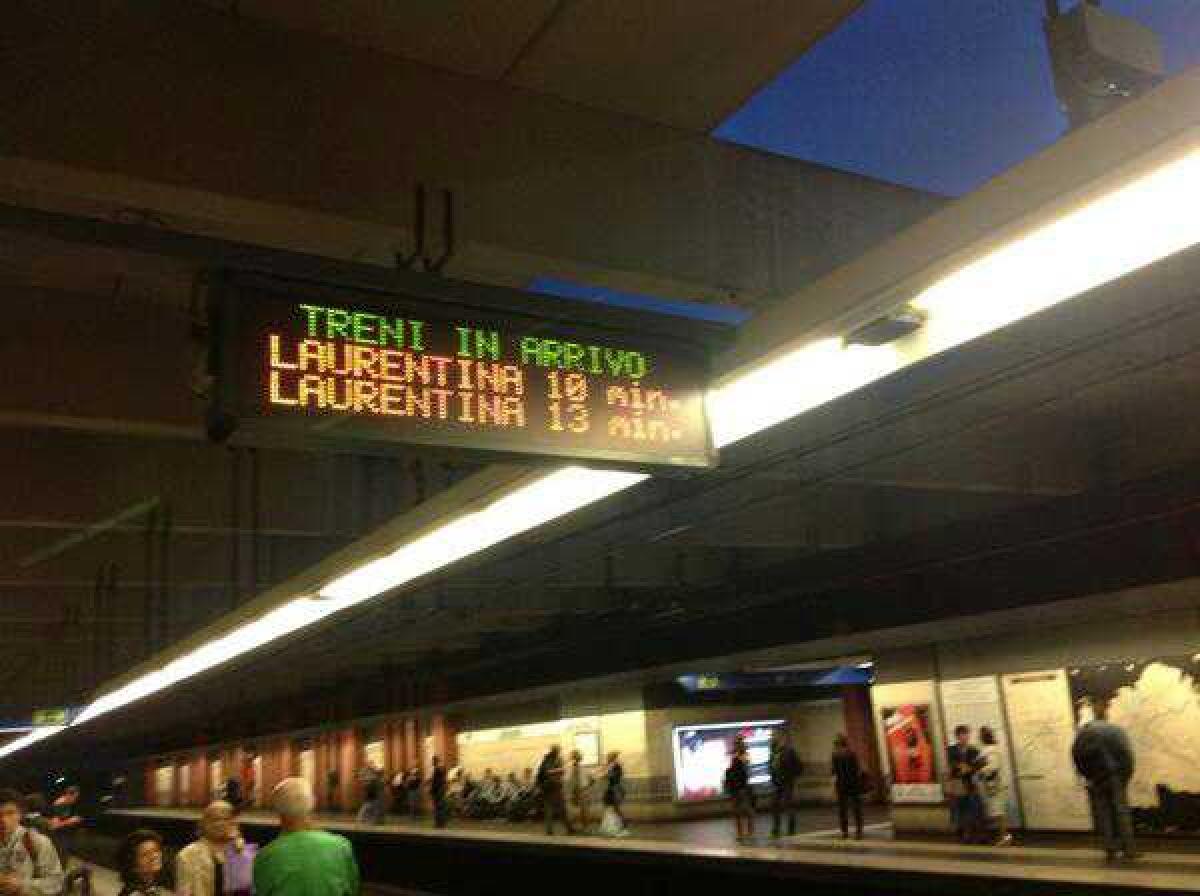 TRENI IN ARRIVO
LAURENTINA 10 min.
LAURENTINA 13 min.